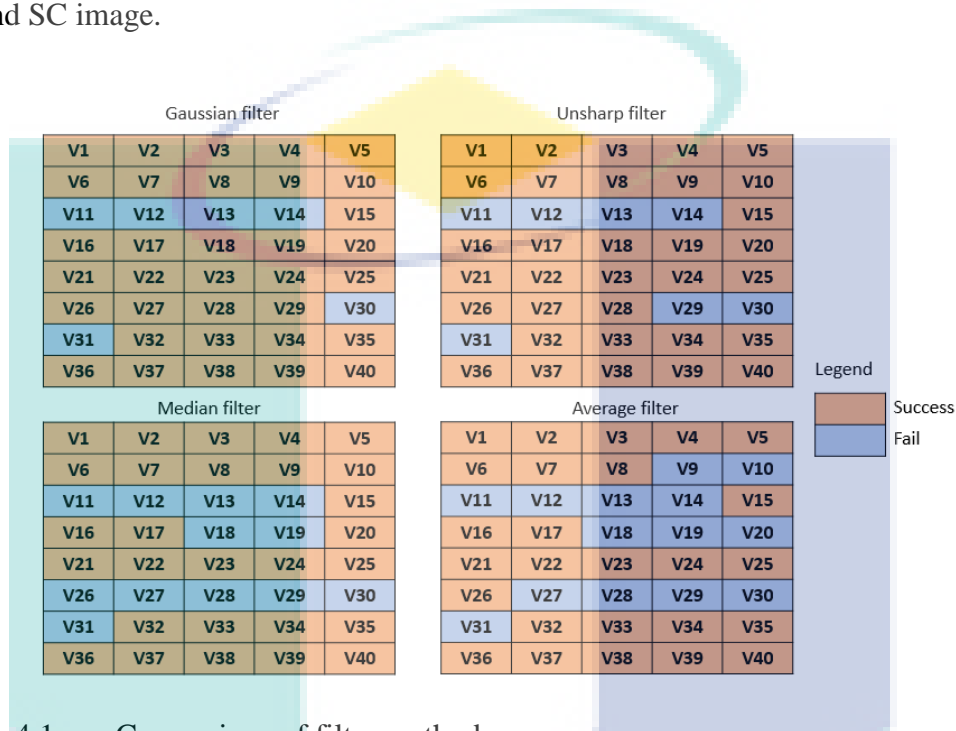 nd SC image.
Gaussian filter
V1 V2 V3 V4 V5
V6 V7 V8 V9 V10
V11 V12 V13 V14 V15
V16 V17 V18 V19 V20
V21 V22 V23 V24 V25
V26 V27 V28 V29 V30
V31 V32 V33 V34 V35
V36 V37 V38 V39 V40
Unsharp filter
V1 V2 V3 V4 V5
V6 V7 V8 V9 V10
V11 V12 V13 V14 V15
V16 V17 V18 V19 V20
V21 V22 V23 V24 V25
V26 V27 V28 V29 V30
V31 V32 V33 V34 V35
V36 V37 V38 V39 V40
Median filter
V1 V2 V3 V4 V5
V6 V7 V8 V9 V10
V11 V12 V13 V14 V15
V16 V17 V18 V19 V20
V21 V22 V23 V24 V25
V26 V27 V28 V29 V30
V31 V32 V33 V34 V35
V36 V37 V38 V39 V40
Average filter
V1 V2 V3 V4 V5
V6 V7 V8 V9 V10
V11 V12 V13 V14 V15
V16 V17 V18 V19 V20
V21 V22 V23 V24 V25
V26 V27 V28 V29 V30
V31 V32 V33 V34 V35
V36 V37 V38 V39 V40
Legend
Success
Fail